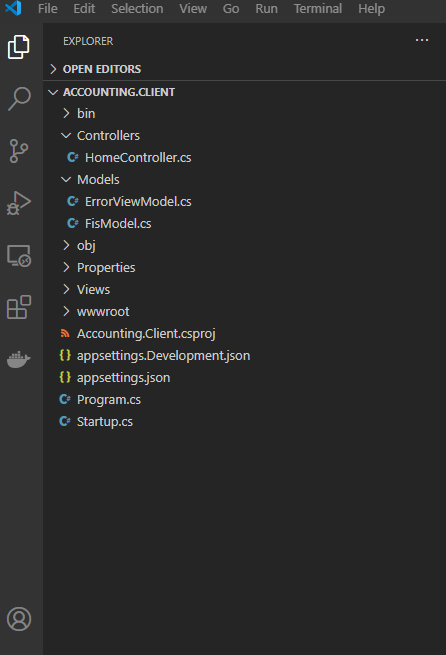 File Edit Selection View Go Run Terminal Help
EXPLORER
OPEN EDITORS
ACCOUNTING.CLIENT
bin
Controllers
HomeController.cs
Models
ErrorViewModel.cs
FisModel.cs
obj
Properties
Views
wwwroot
Accounting.Client.csproj
appsettings.Development.json
appsettings.json
Program.cs
Startup.cs